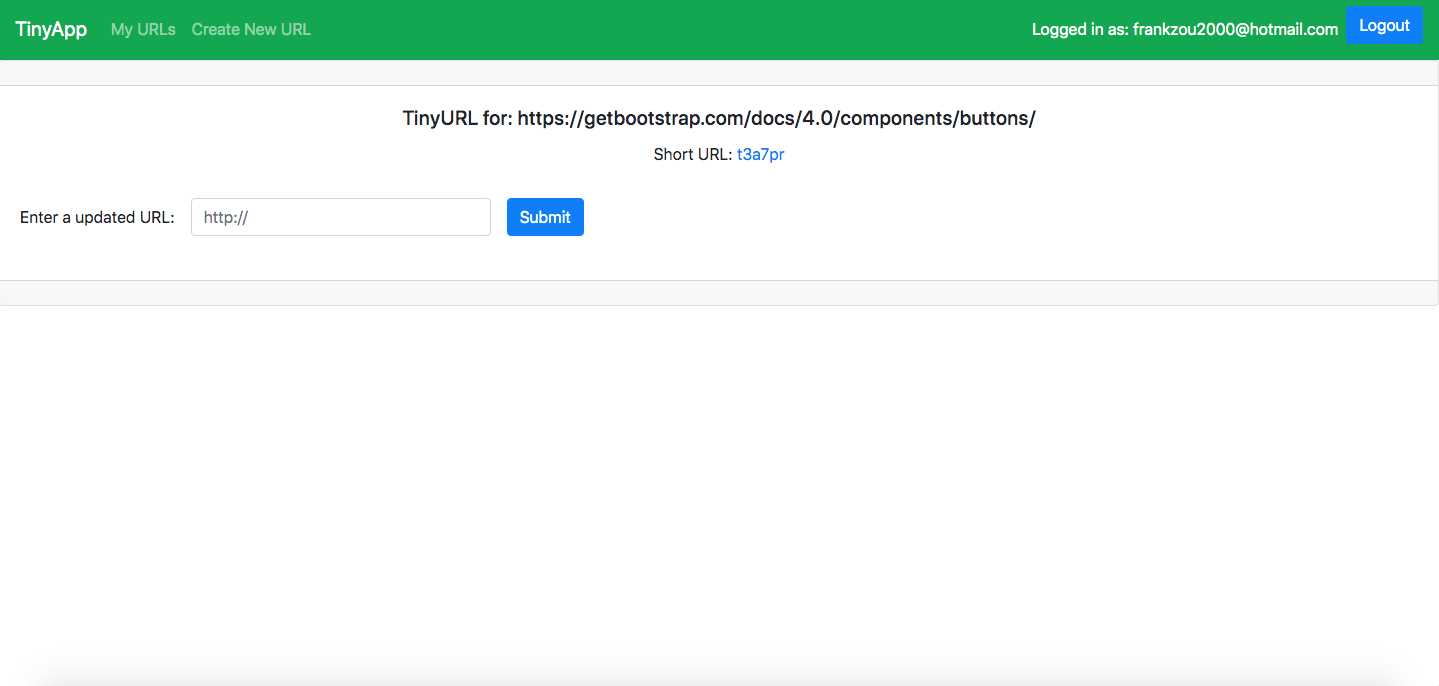 TinyApp My URLs Create New URL Logged in as: frankzou2000@hotmail.com Logout
TinyURL for: https://getbootstrap.com/docs/4.0/components/buttons/
Short URL: t3a7pr
Enter a updated URL: http:// Submit